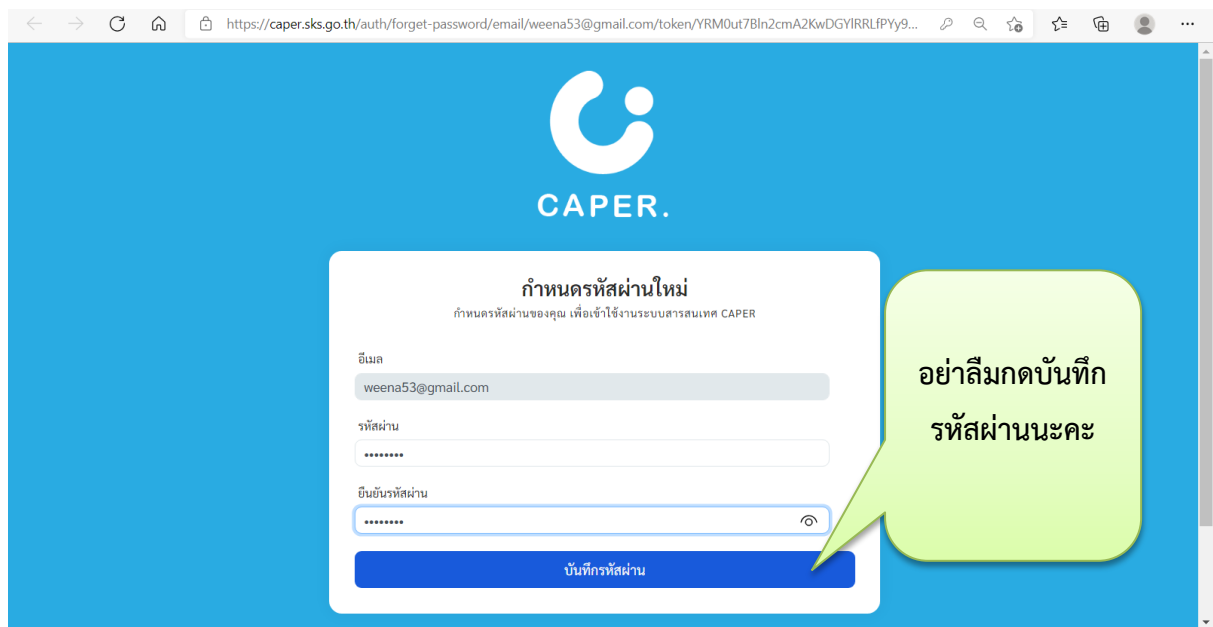 https://caper.sks.go.th/auth/forget-password/email/weena53@gmail.com/token/YRM0ut7Bln2cmA2KwDGYlRRLfPYy9...
CAPER.
กำหนดรหัสผ่านใหม่
กำหนดรหัสผ่านของคุณ เพื่อเข้าใช้งานระบบสารสนเทศ CAPER
อีเมล
weena53@gmail.com
รหัสผ่าน
••••••••
ยืนยันรหัสผ่าน
••••••••
บันทึกรหัสผ่าน
อย่าลืมกดบันทึก
รหัสผ่านนะคะ